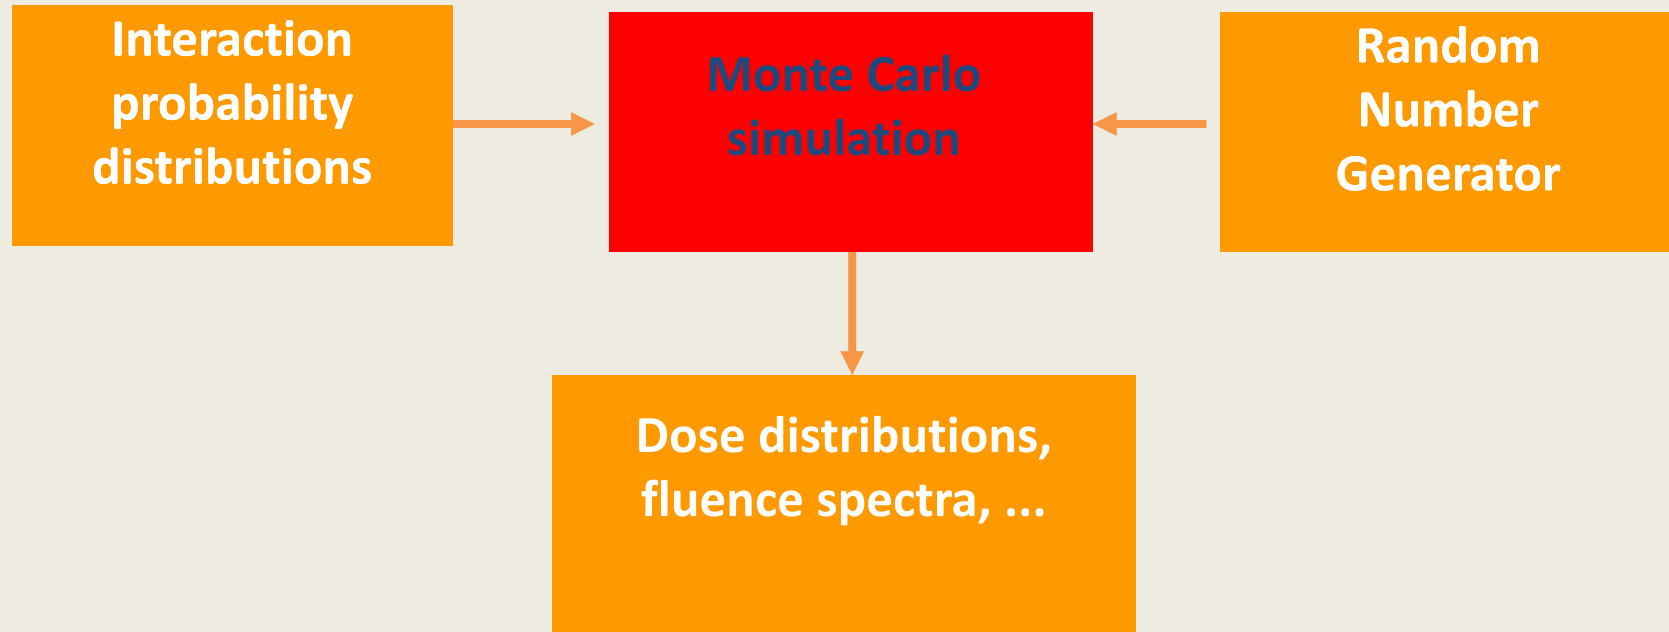 Interaction
probability
distributions
Monte Carlo
simulation
Random
Number
Generator
Dose distributions,
fluence spectra, ...